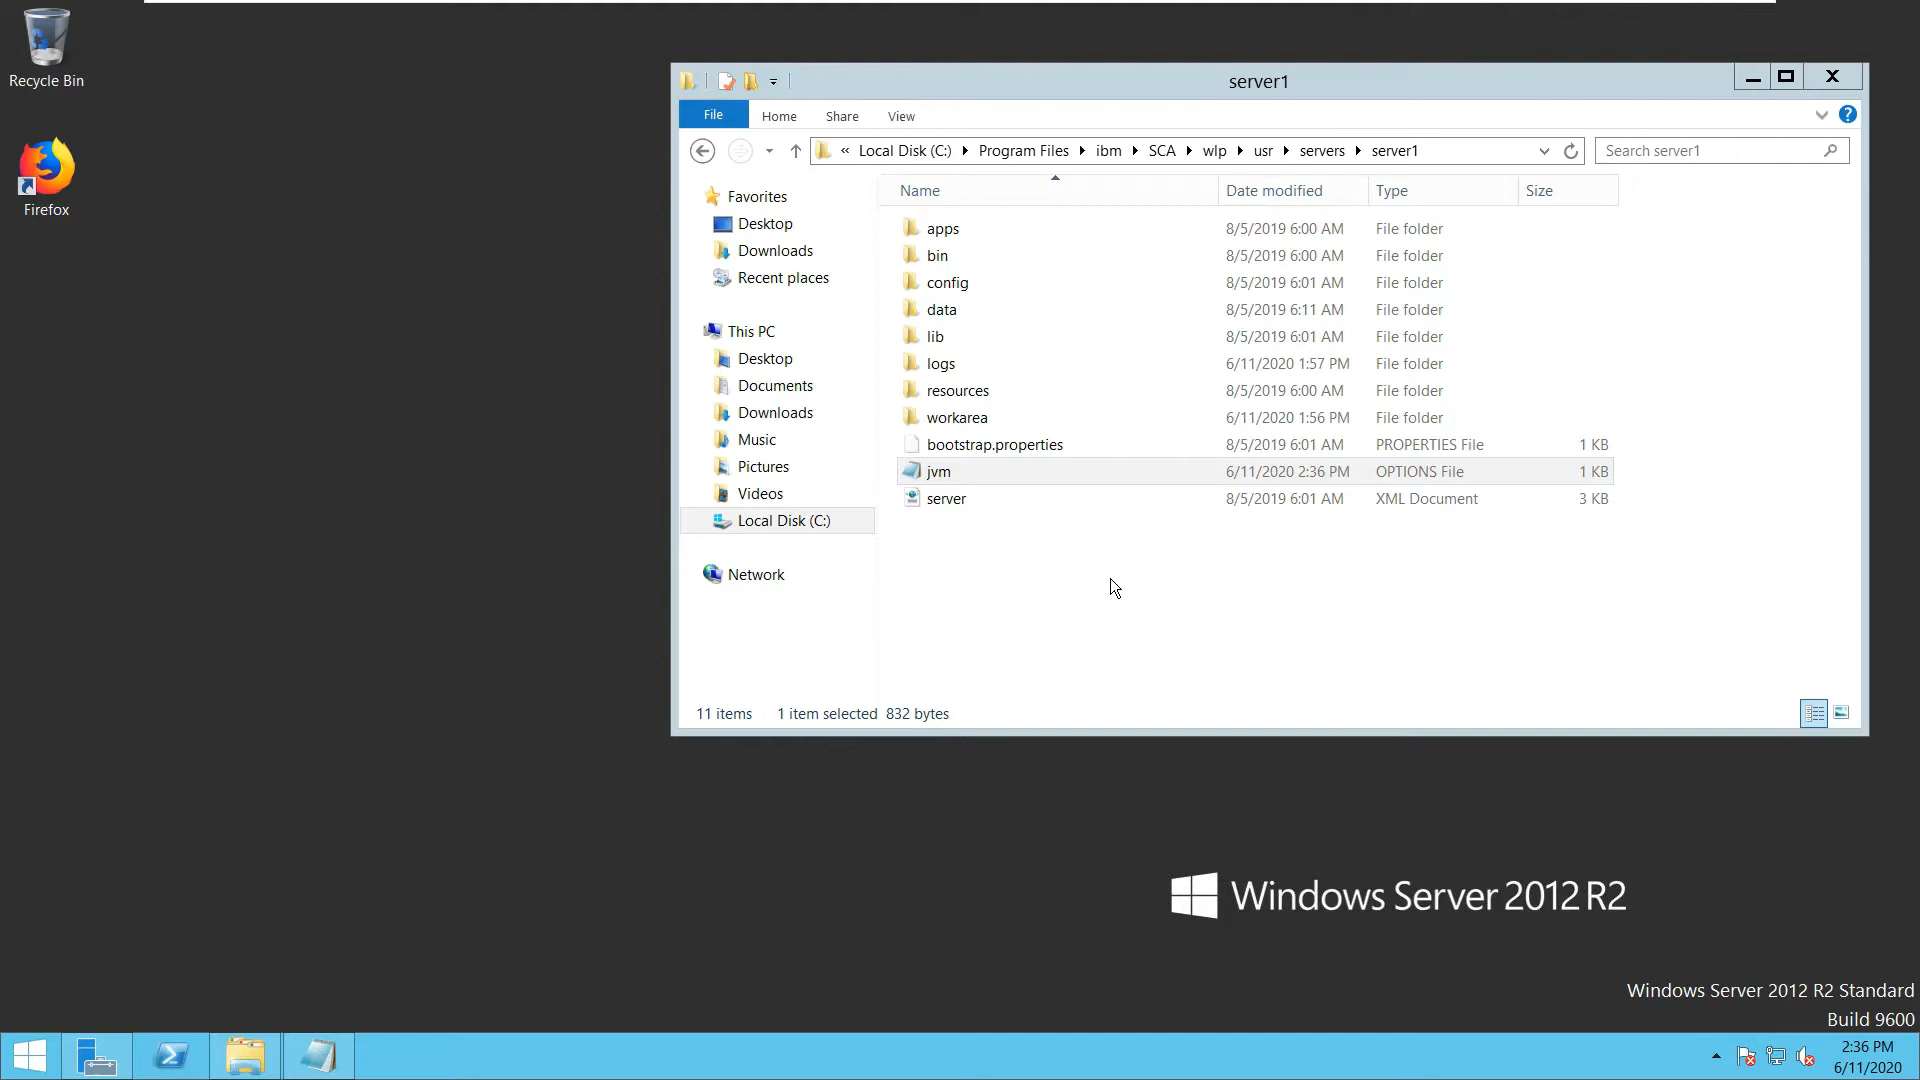 Recycle Bin
Firefox
server1
File Home Share View
« Local Disk (C:) Program Files ibm SCA wlp usr servers server1
Search server1
Favorites
Desktop
Downloads
Recent places
This PC
Desktop
Documents
Downloads
Music
Pictures
Videos
Local Disk (C:)
Network
Name Date modified Type Size
apps 8/5/2019 6:00 AM File folder
bin 8/5/2019 6:00 AM File folder
config 8/5/2019 6:01 AM File folder
data 8/5/2019 6:11 AM File folder
lib 8/5/2019 6:01 AM File folder
logs 6/11/2020 1:57 PM File folder
resources 8/5/2019 6:00 AM File folder
workarea 6/11/2020 1:56 PM File folder
bootstrap.properties 8/5/2019 6:01 AM PROPERTIES File 1 KB
jvm 6/11/2020 2:36 PM OPTIONS File 1 KB
server 8/5/2019 6:01 AM XML Document 3 KB
11 items 1 item selected 832 bytes
Windows Server 2012 R2
Windows Server 2012 R2 Standard
Build 9600
2:36 PM
6/11/2020